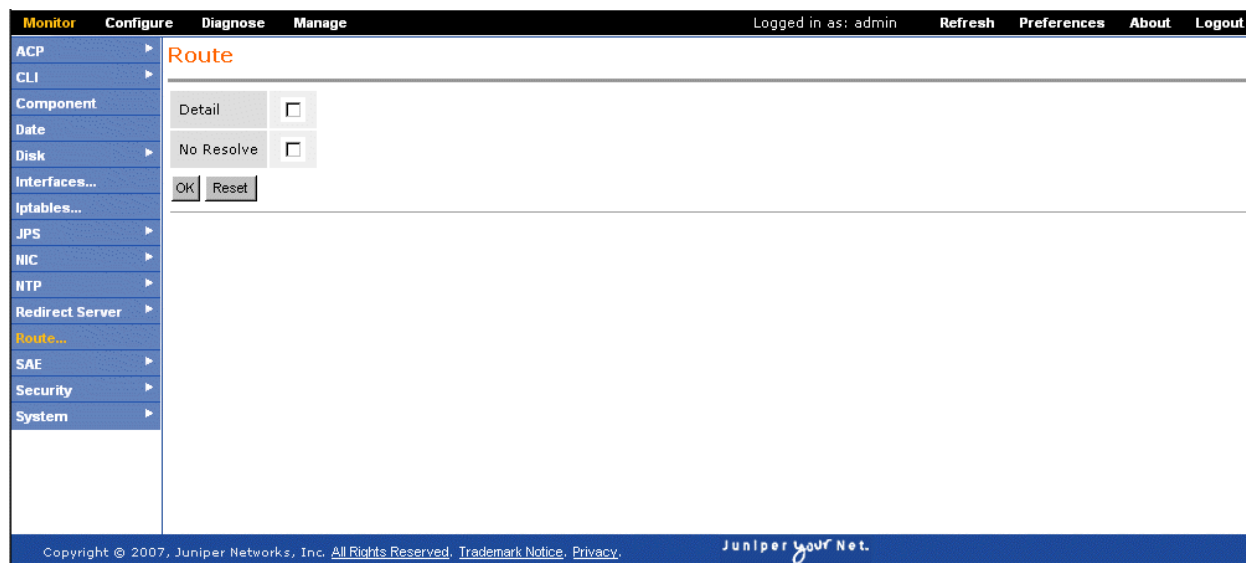 Monitor Configure Diagnose Manage Logged in as: admin Refresh Preferences About Logout
ACP
CLI
Component
Date
Disk
Interfaces...
Iptables...
JPS
NIC
NTP
Redirect Server
Route...
SAE
Security
System
Route
Detail
No Resolve
OK Reset
Copyright © 2007, Juniper Networks, Inc. All Rights Reserved. Trademark Notice. Privacy.
Juniper your Net.